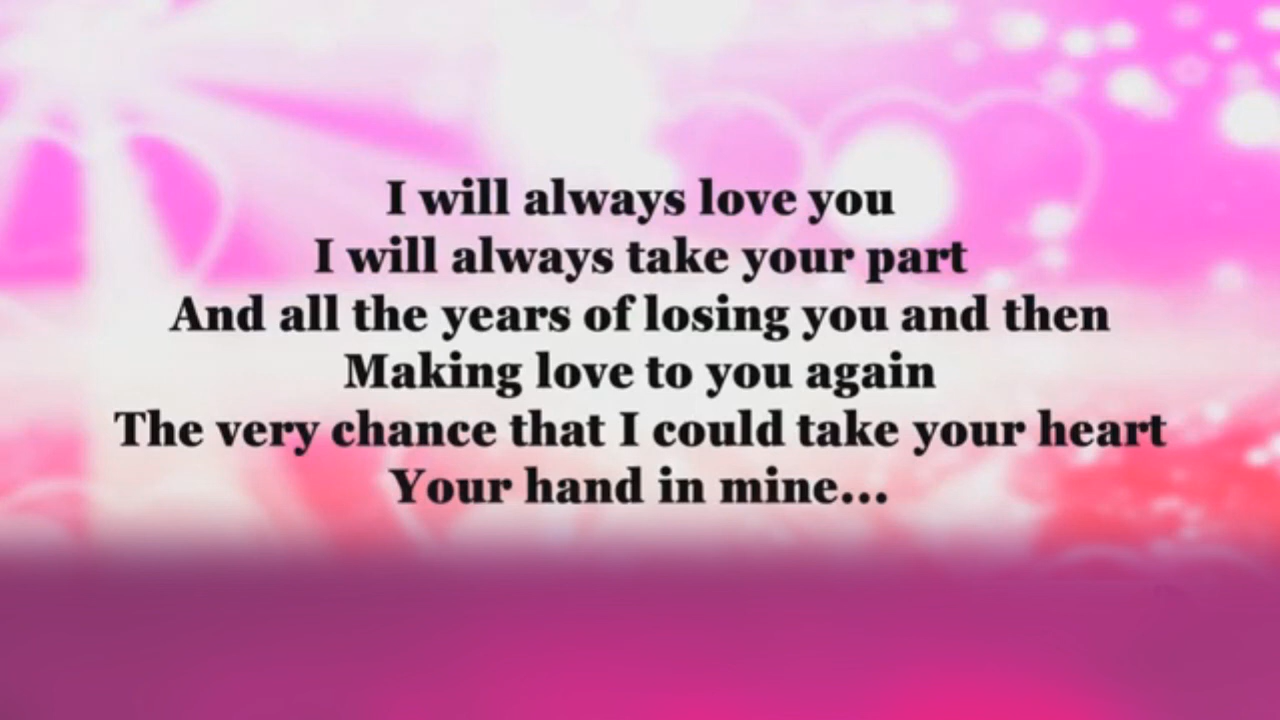 I will always love you
I will always take your part
And all the years of losing you and then
Making love to you again
The very chance that I could take your heart
Your hand in mine...